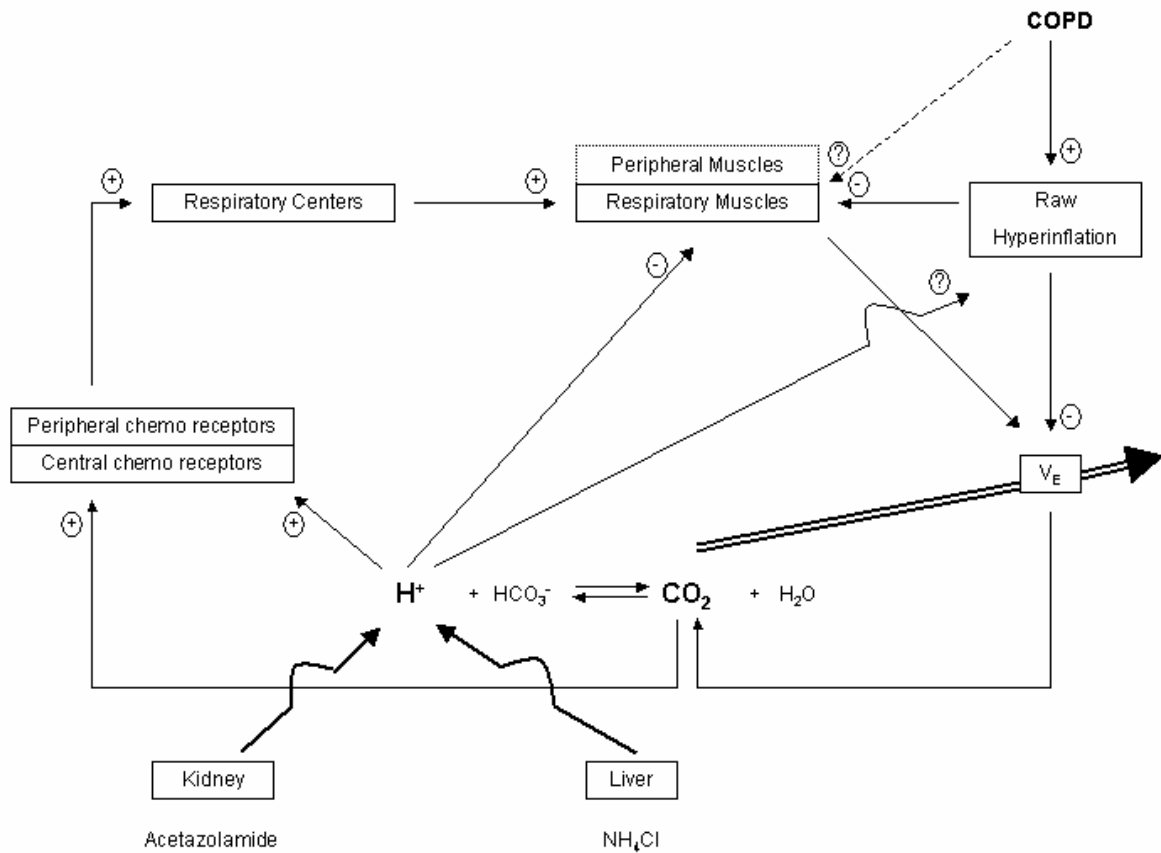 COPD
+
?
Peripheral Muscles
+
+
-
Respiratory Centers
Respiratory Muscles
Raw
Hyperinflation
-
?
Peripheral chemo receptors
-
Central chemo receptors
V_E
+
+
H⁺ + HCO₃⁻ ⇌ CO₂ + H₂O
Kidney
Liver
Acetazolamide
NH₄Cl